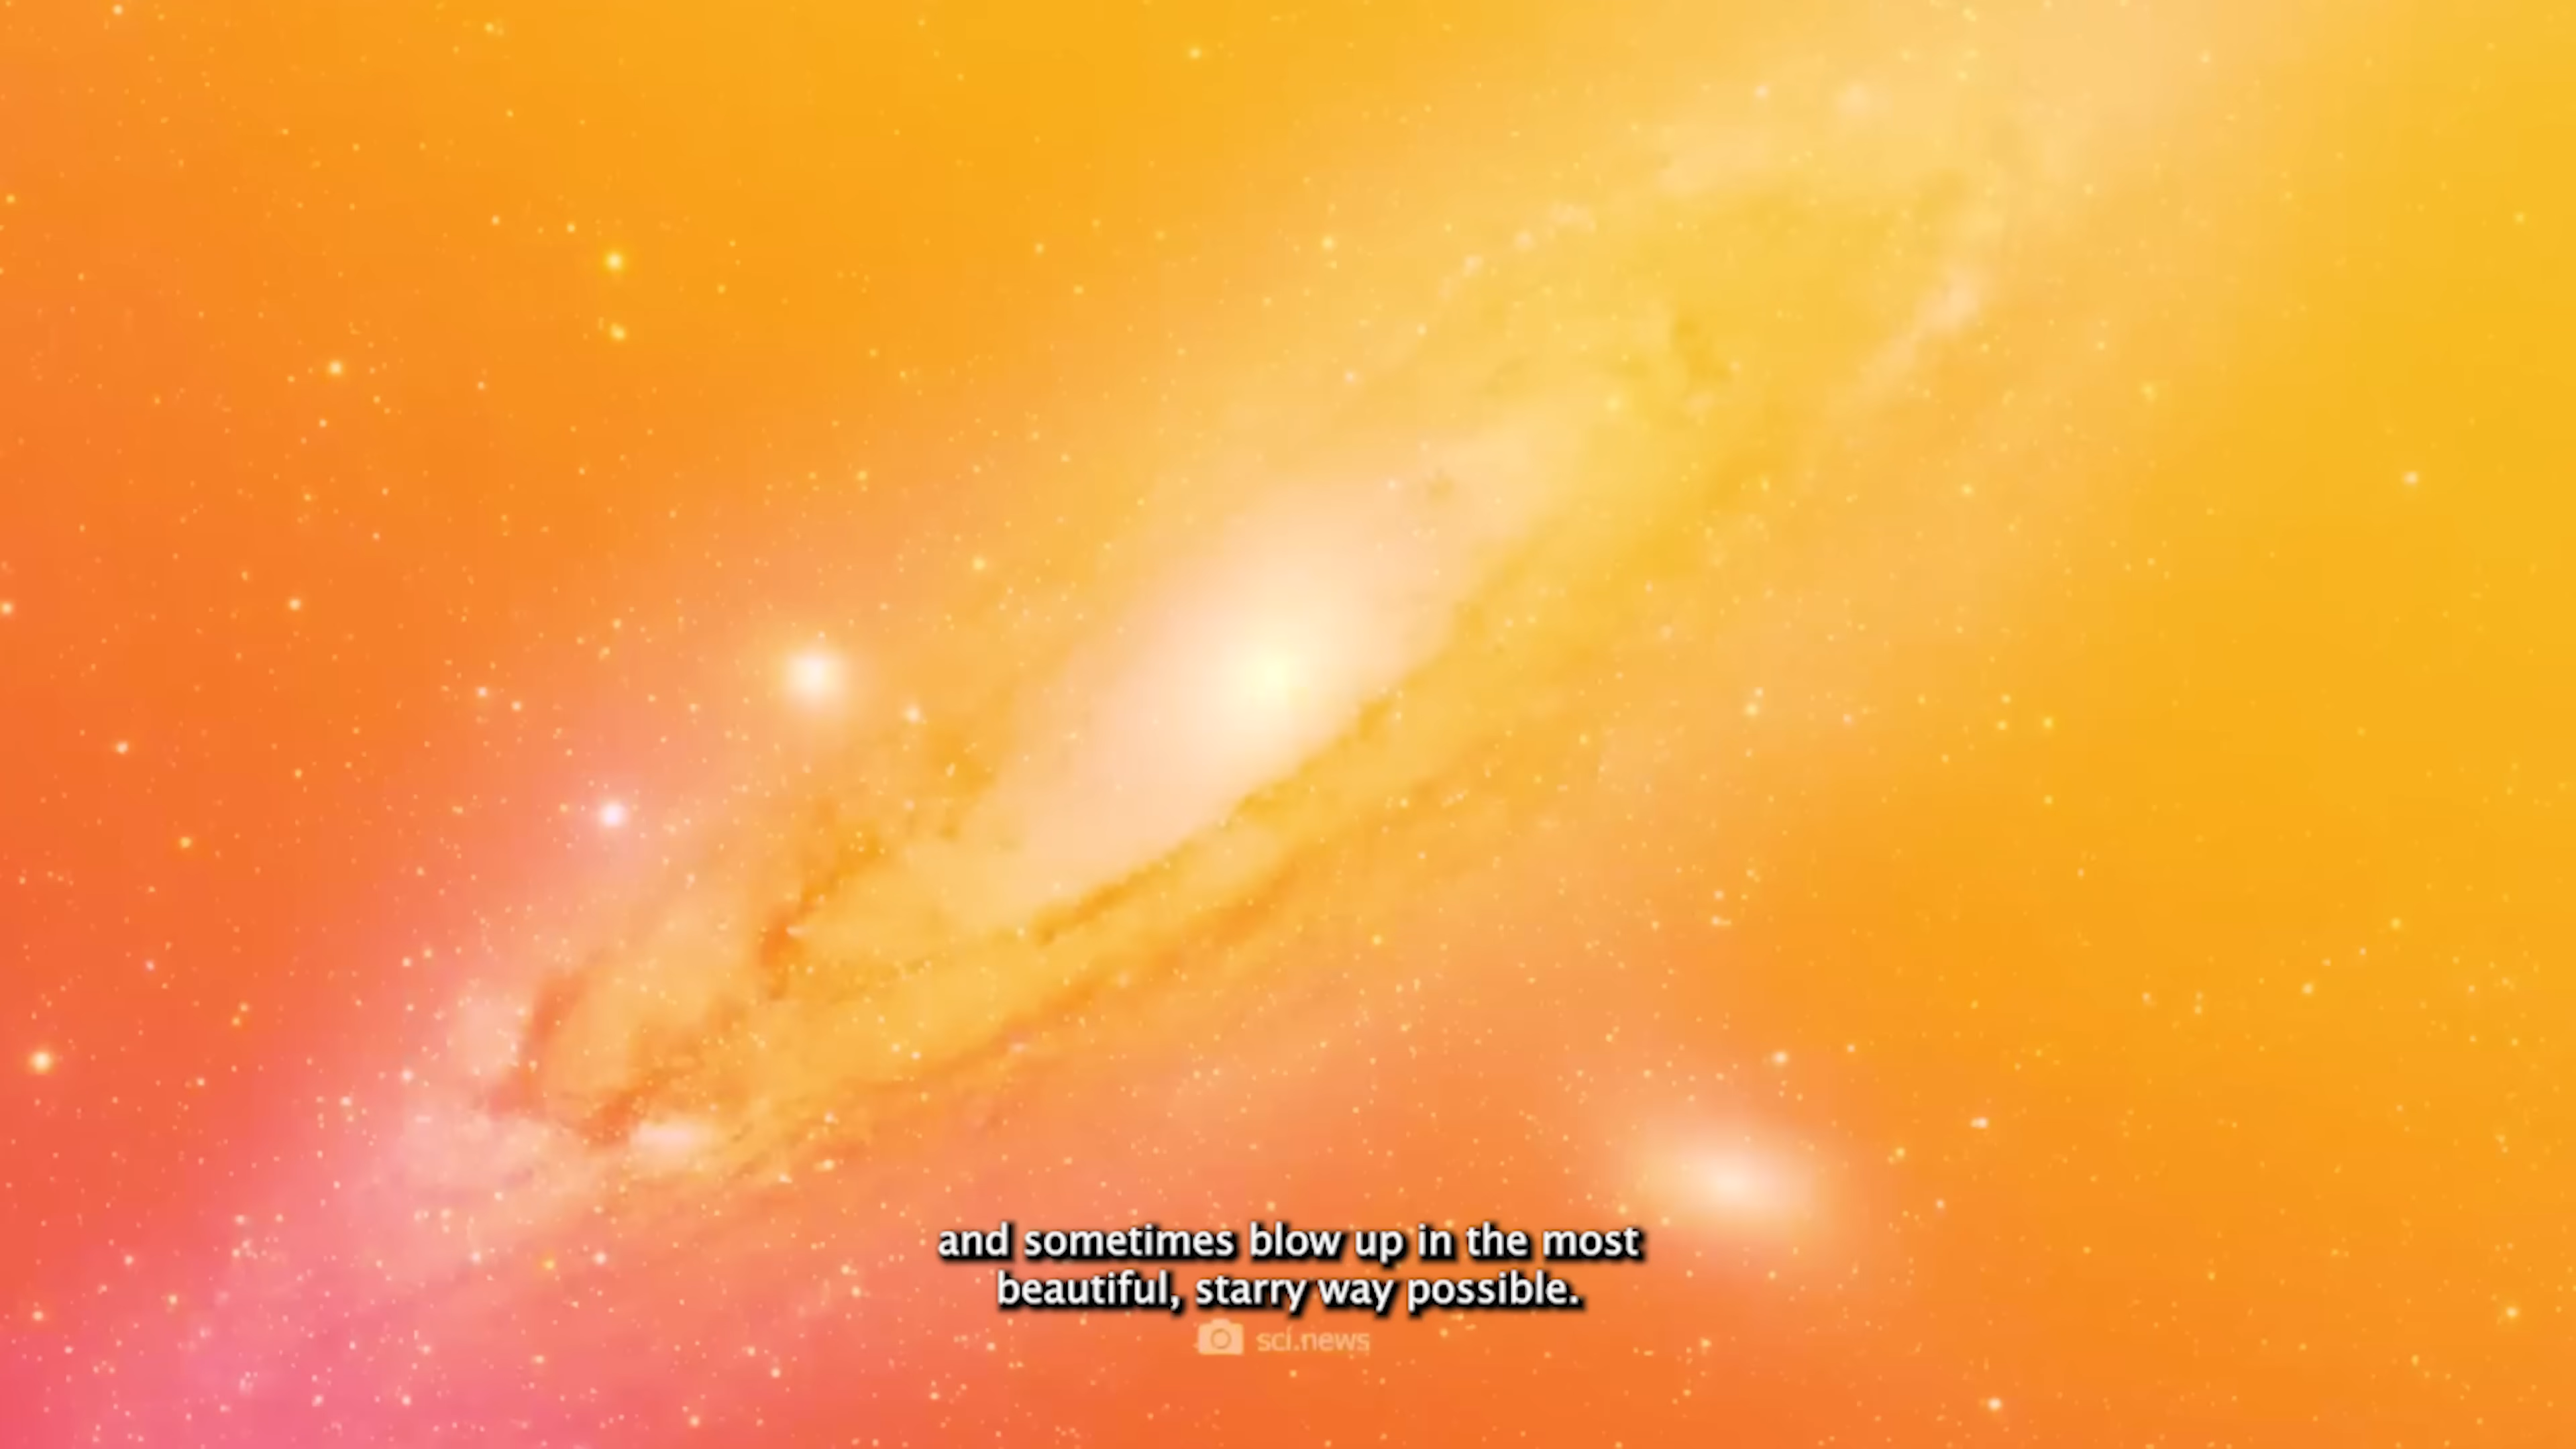 and sometimes blow up in the most
beautiful, starry way possible.
sci.news